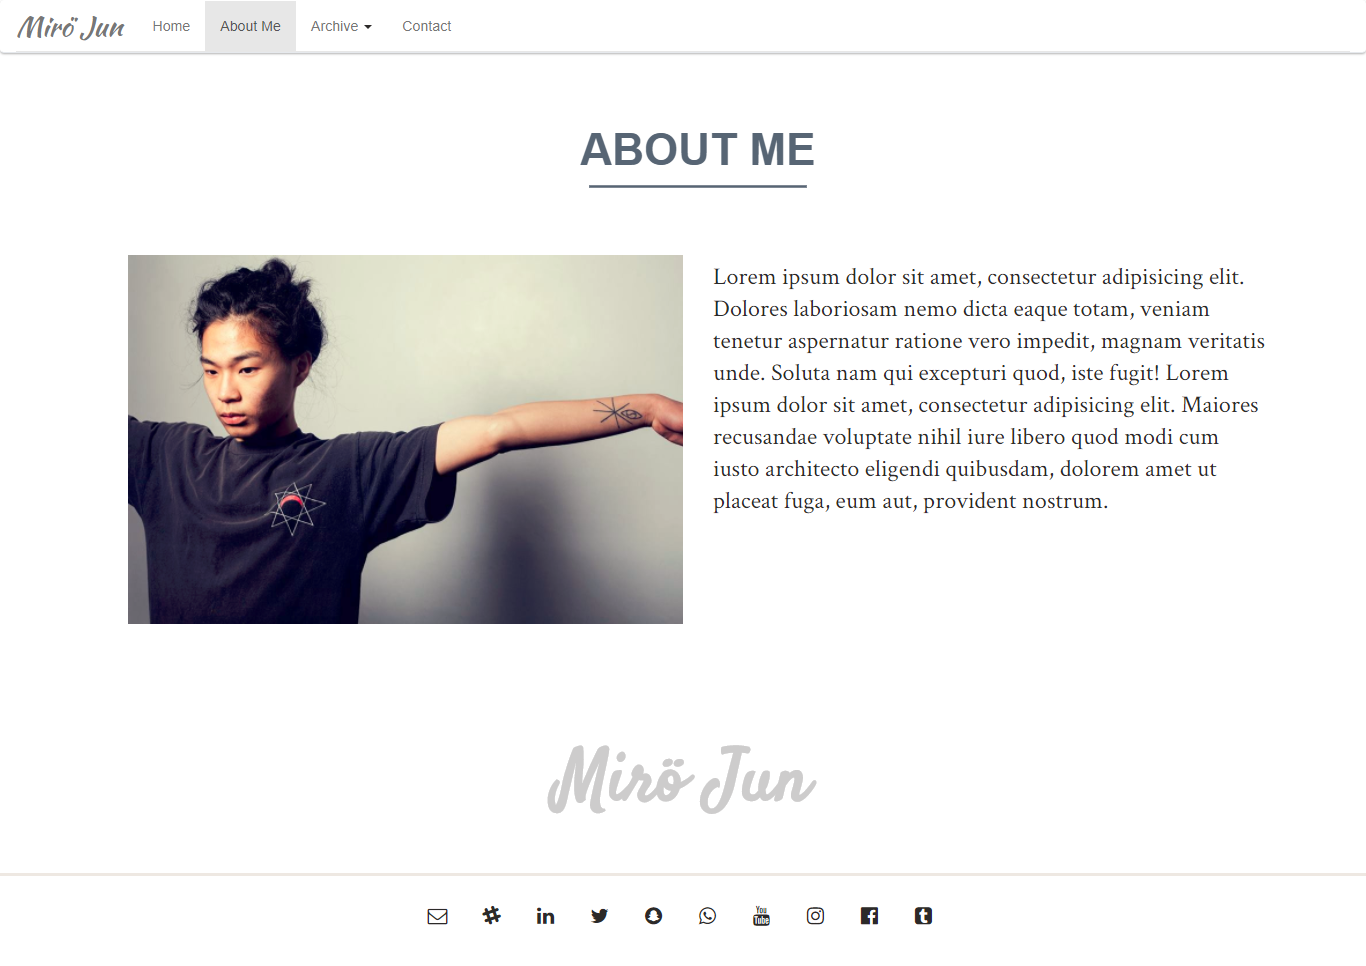 Mirö Jun Home About Me Archive Contact
ABOUT ME
Lorem ipsum dolor sit amet, consectetur adipisicing elit.
Dolores laboriosam nemo dicta eaque totam, veniam
tenetur aspernatur ratione vero impedit, magnam veritatis
unde. Soluta nam qui excepturi quod, iste fugit! Lorem
ipsum dolor sit amet, consectetur adipisicing elit. Maiores
recusandae voluptate nihil iure libero quod modi cum
iusto architecto eligendi quibusdam, dolorem amet ut
placeat fuga, eum aut, provident nostrum.
Mirö Jun
You
Tube